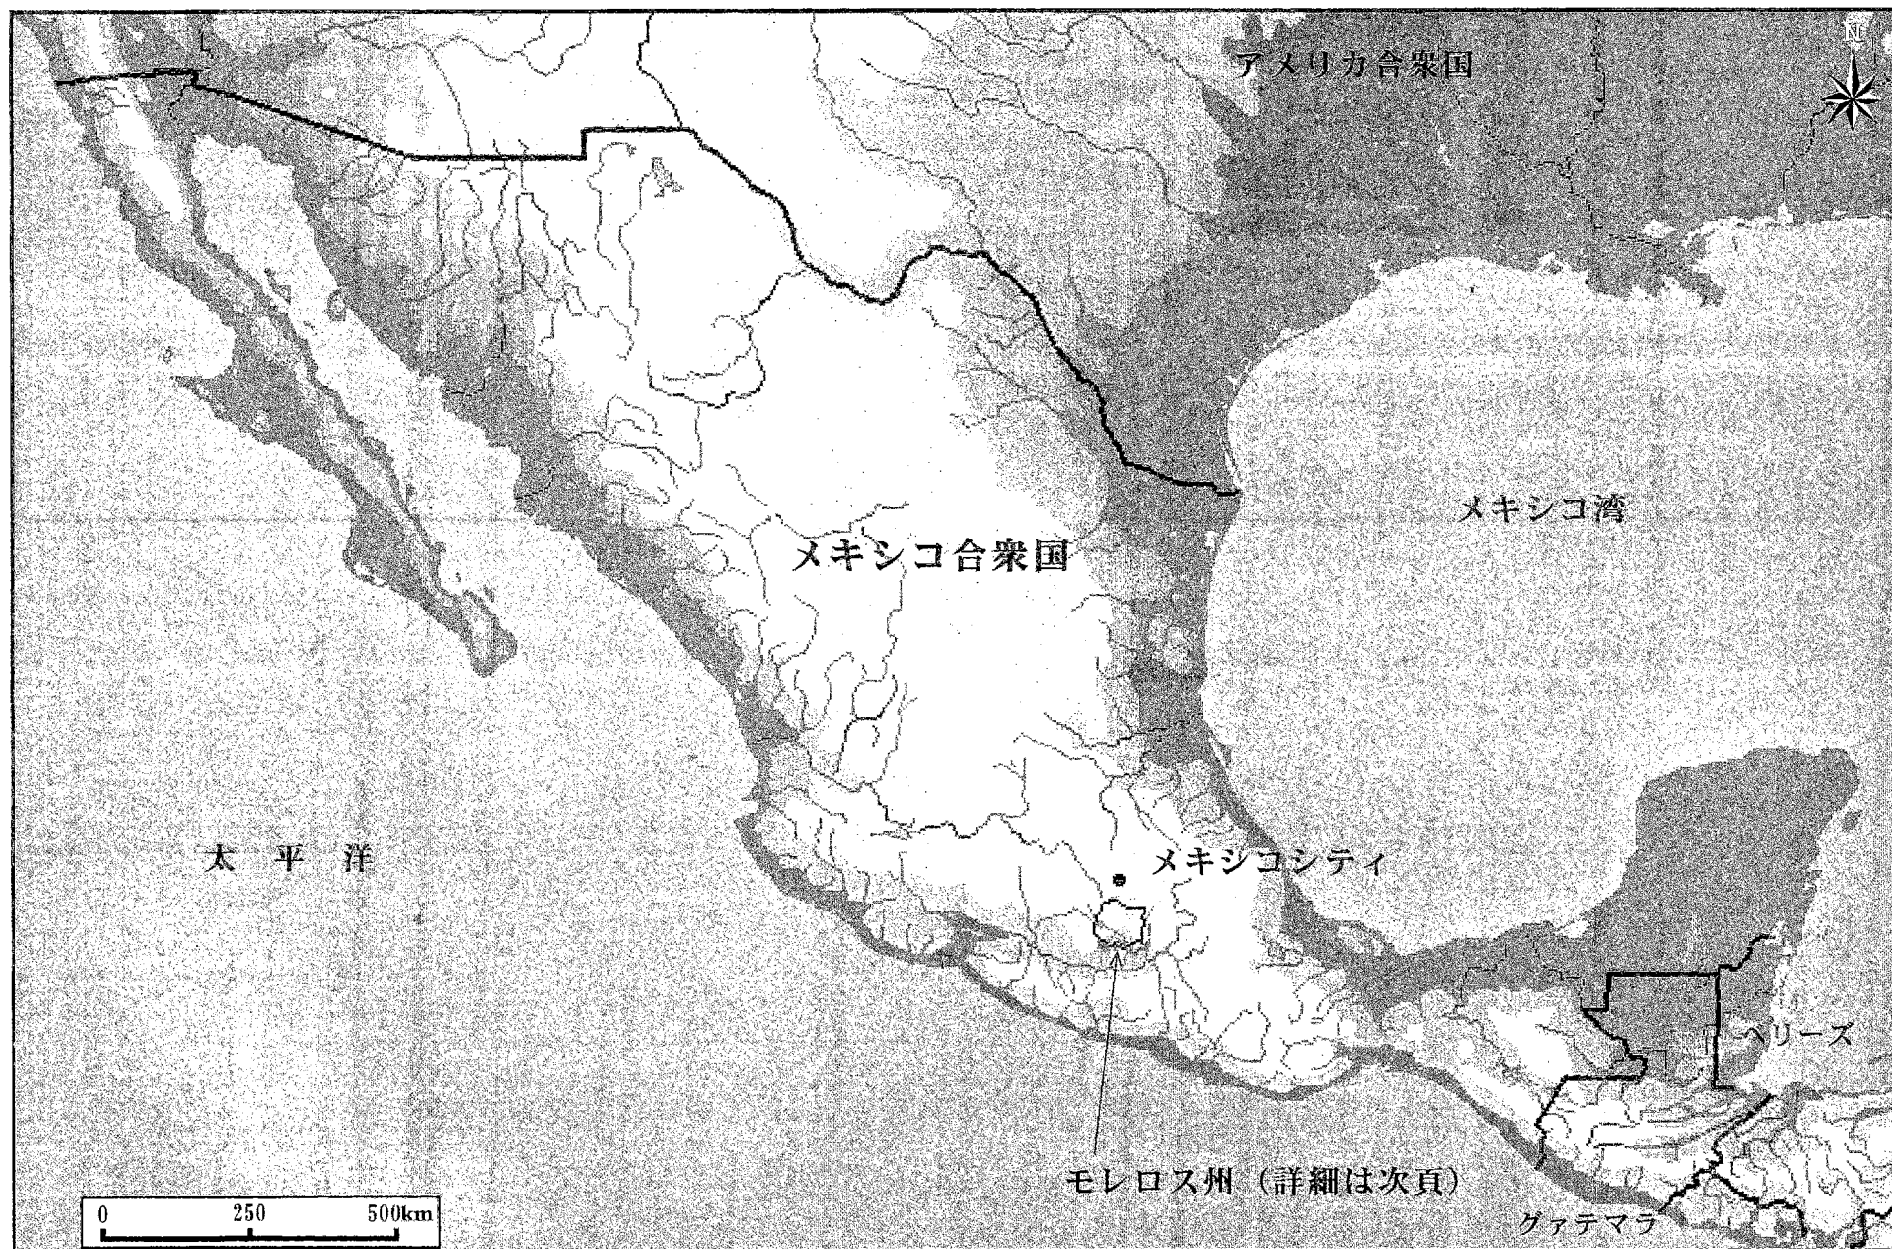 N
アメリカ合衆国
メキシコ湾
メキシコ合衆国
太平洋
メキシコシティ
ベリーズ
モレロス州（詳細は次頁）
グァテマラ
0 250 500km